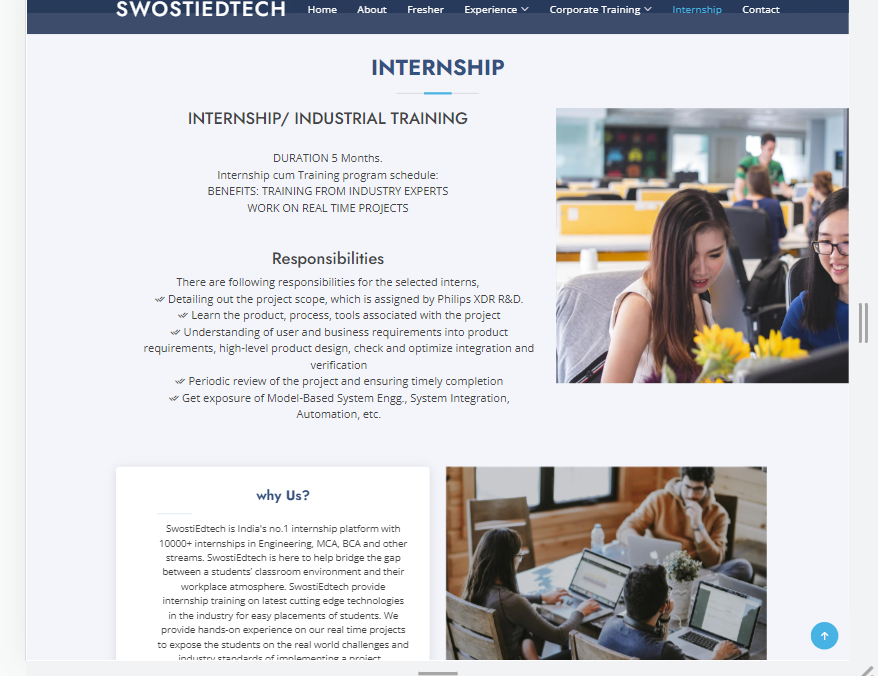 SWOSTIEDTECH
Home About Fresher Experience Corporate Training Internship Contact
INTERNSHIP
INTERNSHIP/ INDUSTRIAL TRAINING
DURATION 5 Months.
Internship cum Training program schedule:
BENEFITS: TRAINING FROM INDUSTRY EXPERTS
WORK ON REAL TIME PROJECTS
Responsibilities
There are following responsibilities for the selected interns,
Detailing out the project scope, which is assigned by Philips XDR R&D.
Learn the product, process, tools associated with the project
Understanding of user and business requirements into product
requirements, high-level product design, check and optimize integration and
verification
Periodic review of the project and ensuring timely completion
Get exposure of Model-Based System Engg., System Integration,
Automation, etc.
why Us?
SwostiEdtech is India's no.1 internship platform with
10000+ internships in Engineering, MCA, BCA and other
streams. SwostiEdtech is here to help bridge the gap
between a students' classroom environment and their
workplace atmosphere. SwostiEdtech provide
internship training on latest cutting edge technologies
in the industry for easy placements of students. We
provide hands-on experience on our real time projects
to expose the students on the real world challenges and
industry standards of implementing a project